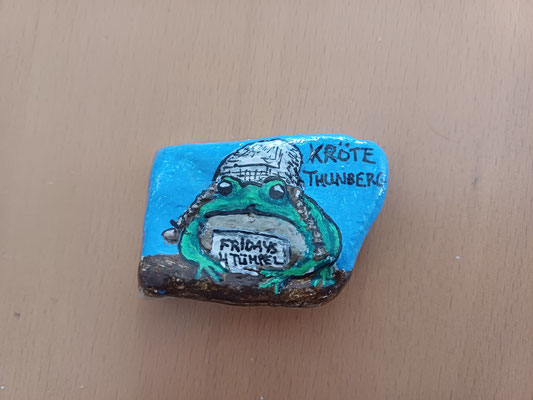 KRÖTE
THUNBERG
FRIDAYS
4 TÜMPEL